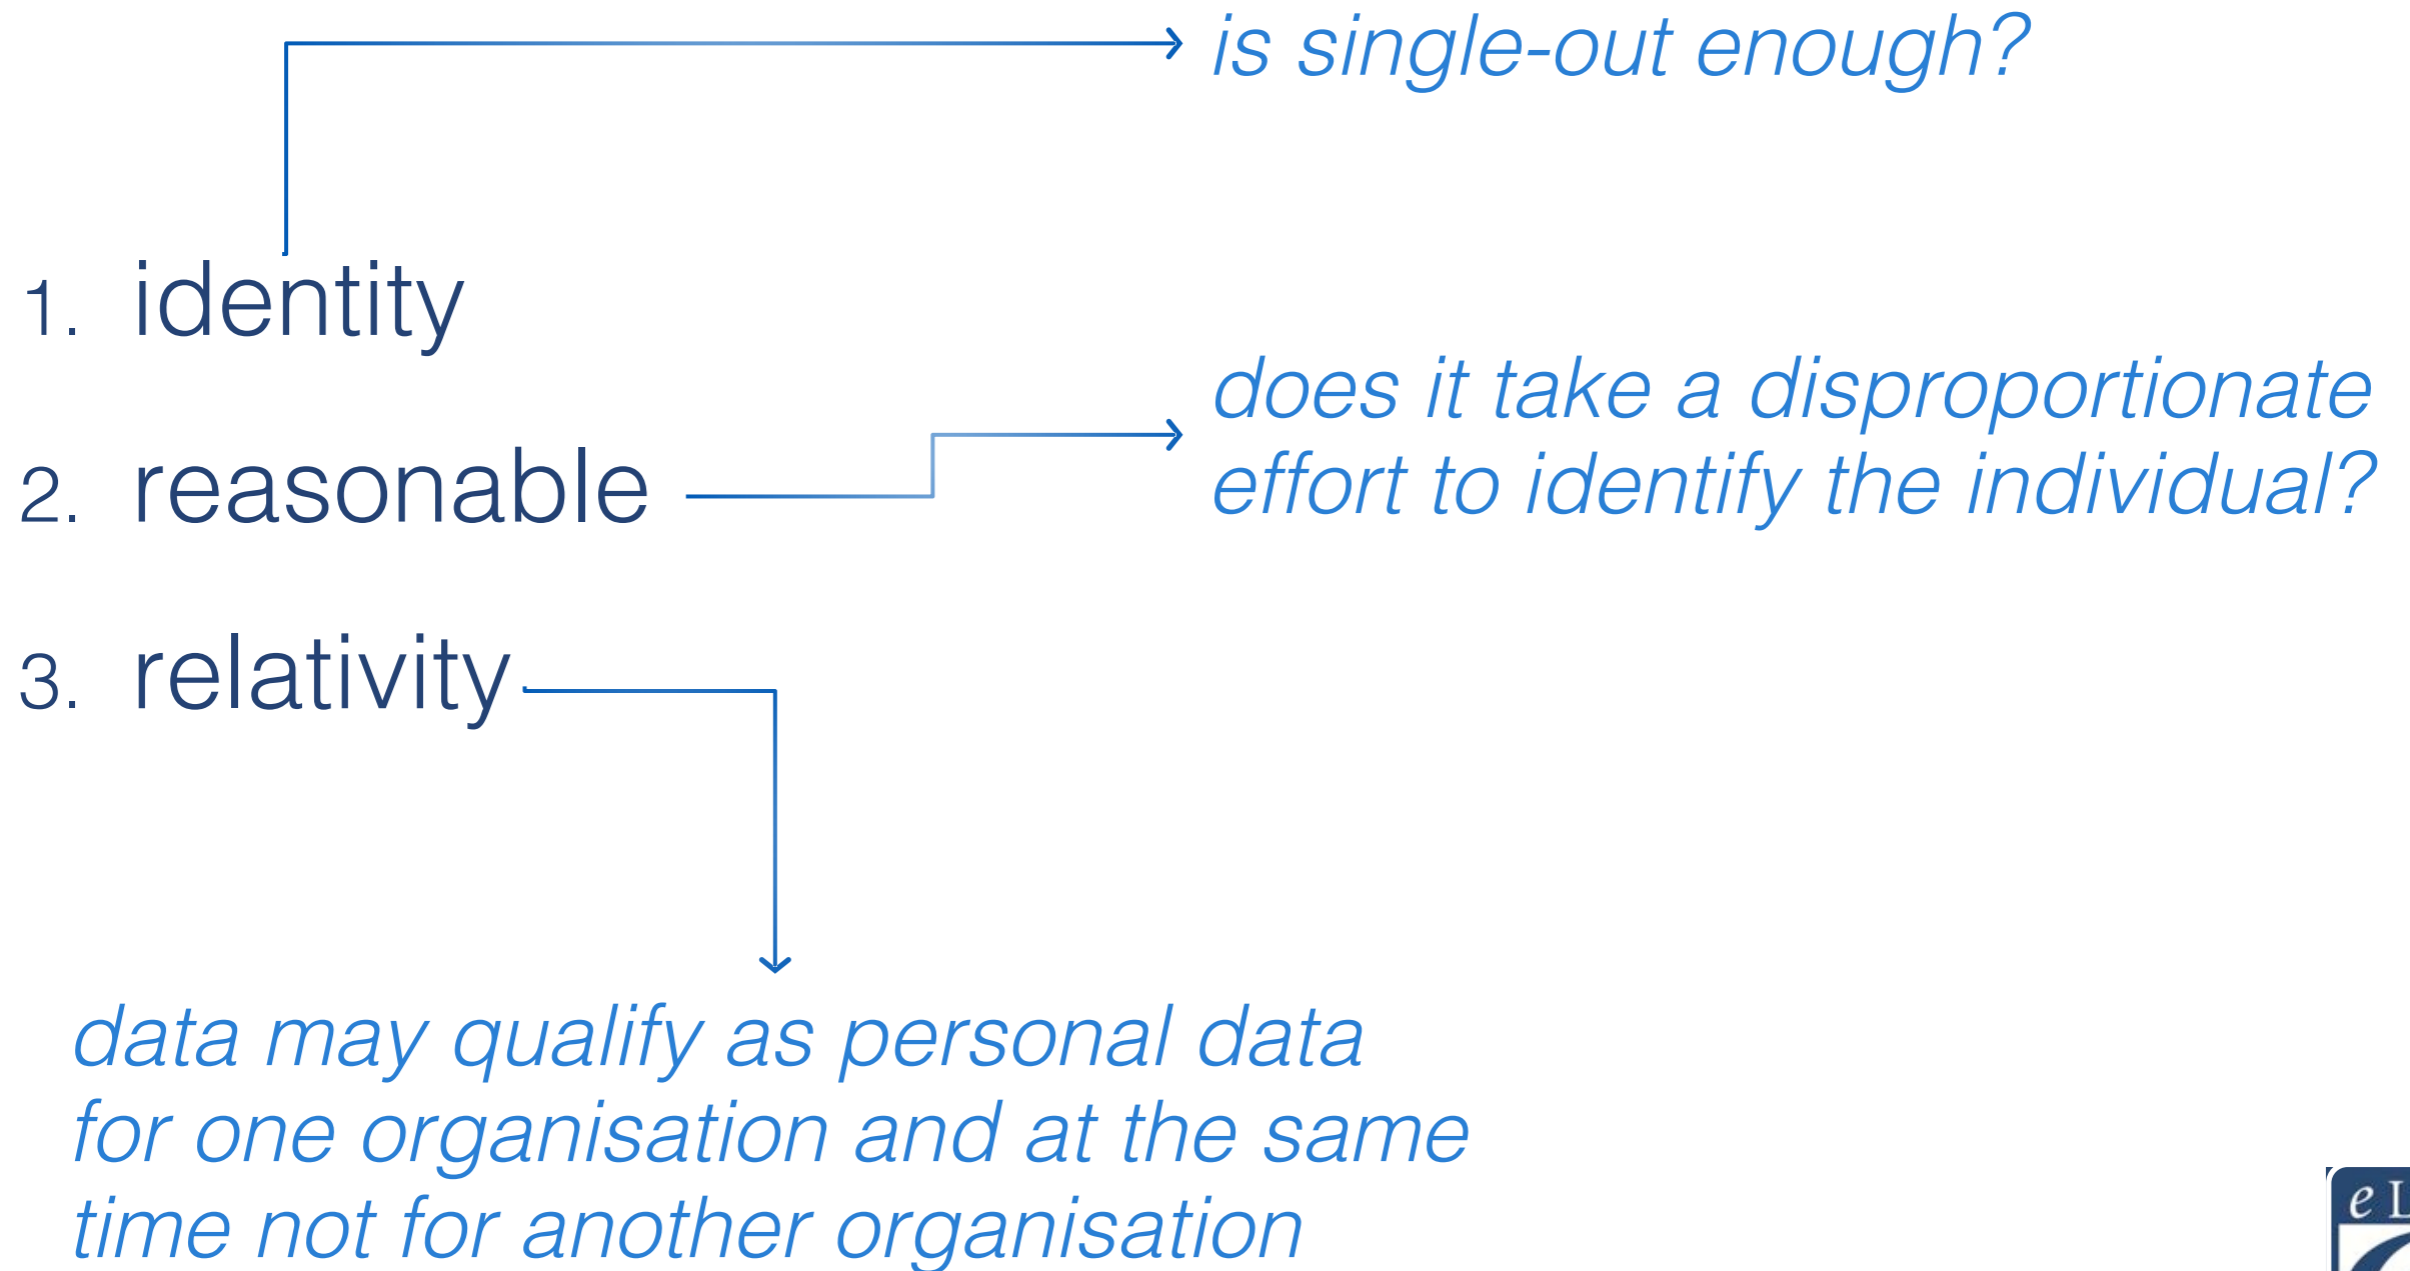 is single-out enough?
1. identity
does it take a disproportionate
effort to identify the individual?
2. reasonable
3. relativity
data may qualify as personal data
for one organisation and at the same
time not for another organisation
e